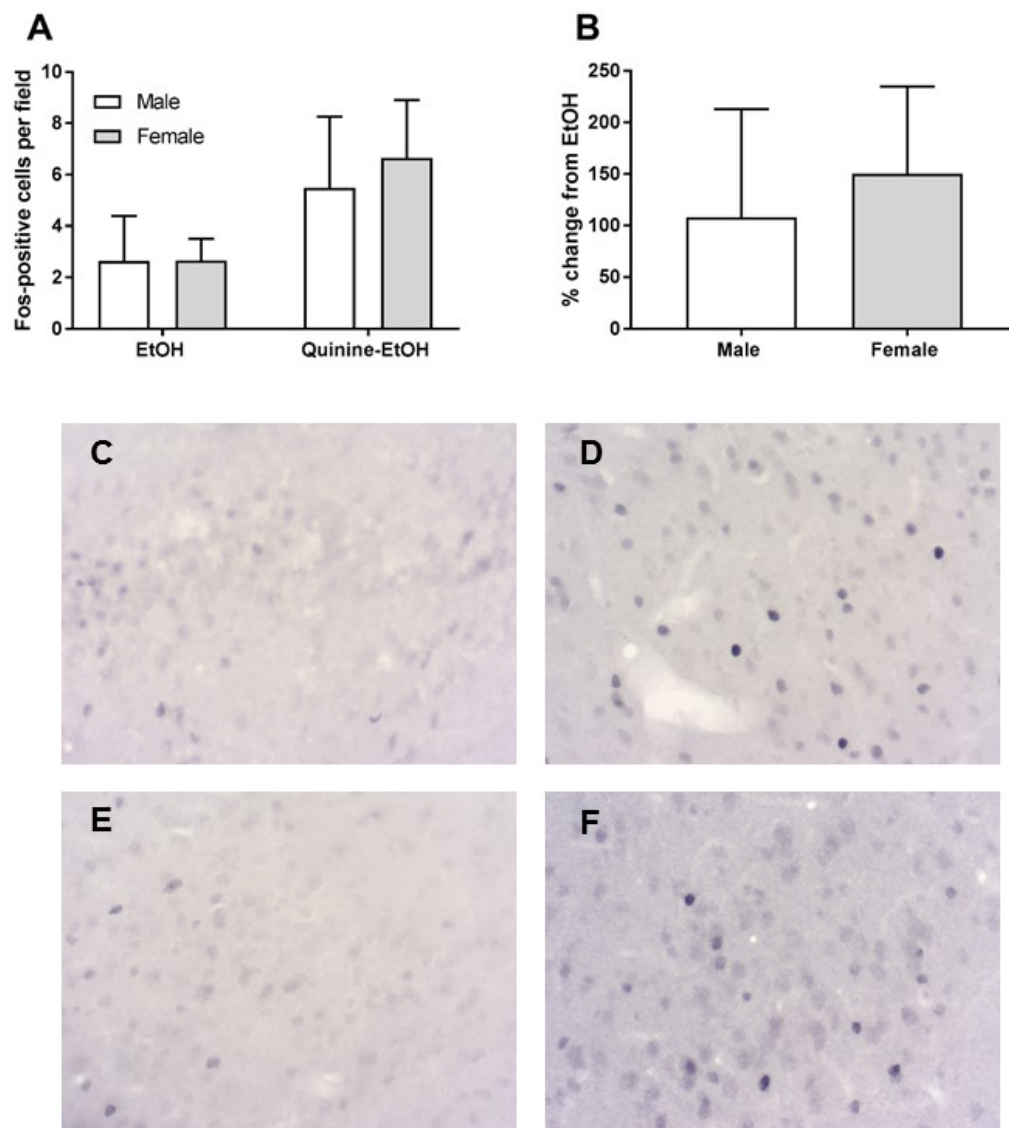 A
Fos-positive cells per field
10
8
6
4
2
0
Male
Female
EtOH
Quinine-EtOH
B
% change from EtOH
250
200
150
100
50
0
Male
Female
C
D
E
F